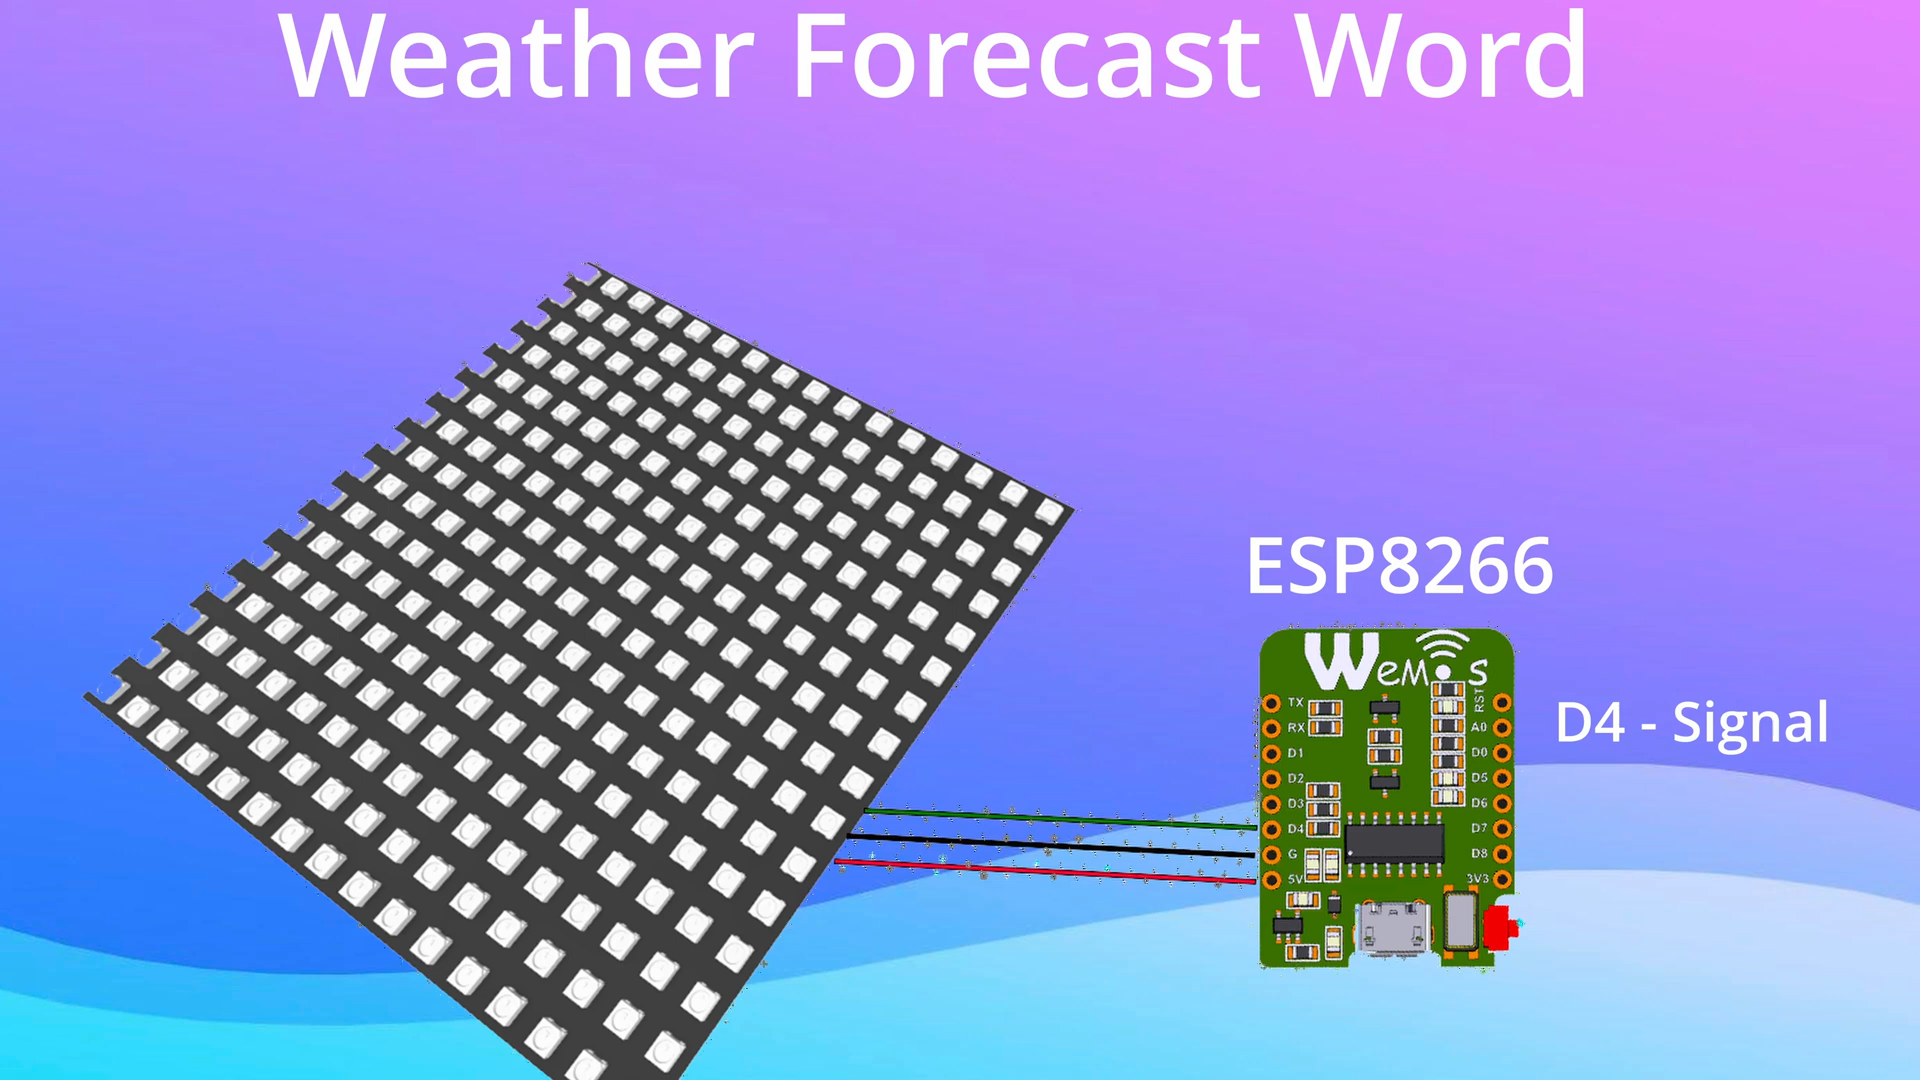 Weather Forecast Word
ESP8266
WeMos
TX
RX
D1
D2
D3
D4
G
5V
RST
A0
D0
D5
D6
D7
D8
3V3
D4 - Signal